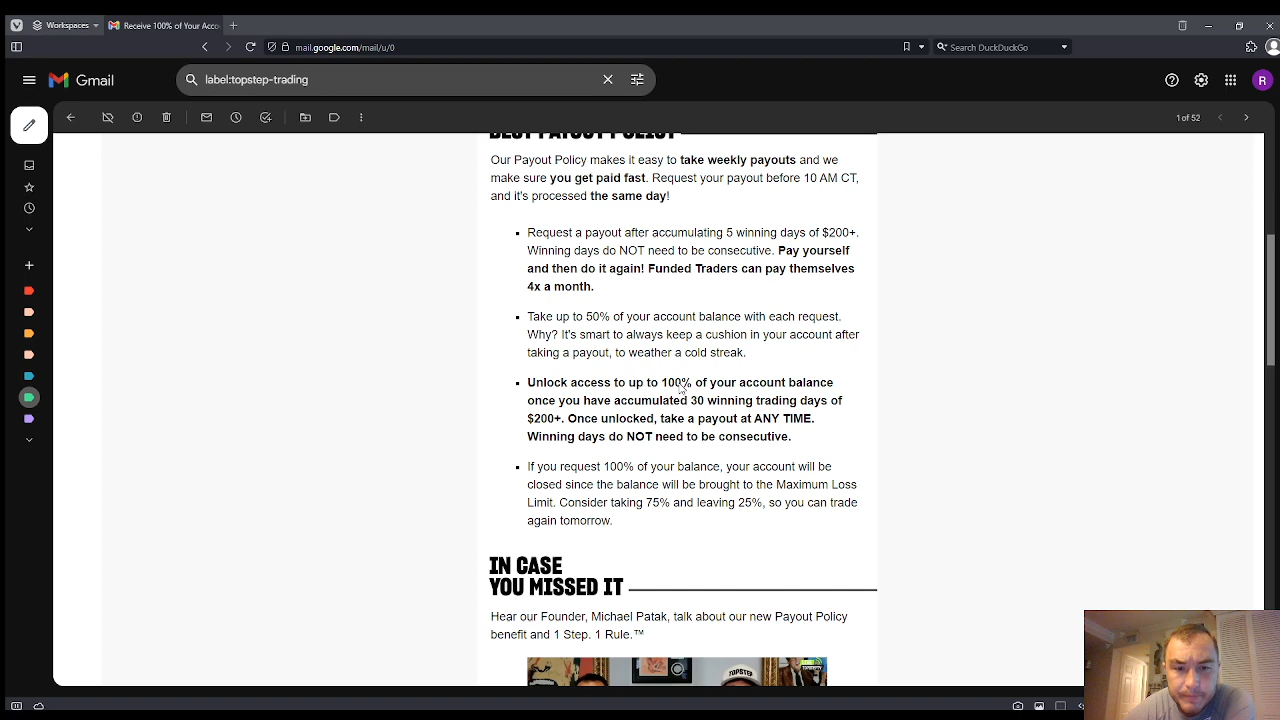 Workspaces
Receive 100% of Your Acco
mail.google.com/mail/u/0
Search DuckDuckGo
Gmail
label:topstep-trading
R
1 of 52
BEST PAYOUT POLICY
Our Payout Policy makes it easy to take weekly payouts and we
make sure you get paid fast. Request your payout before 10 AM CT,
and it's processed the same day!
Request a payout after accumulating 5 winning days of $200+.
Winning days do NOT need to be consecutive. Pay yourself
and then do it again! Funded Traders can pay themselves
4x a month.
Take up to 50% of your account balance with each request.
Why? It's smart to always keep a cushion in your account after
taking a payout, to weather a cold streak.
Unlock access to up to 100% of your account balance
once you have accumulated 30 winning trading days of
$200+. Once unlocked, take a payout at ANY TIME.
Winning days do NOT need to be consecutive.
If you request 100% of your balance, your account will be
closed since the balance will be brought to the Maximum Loss
Limit. Consider taking 75% and leaving 25%, so you can trade
again tomorrow.
IN CASE
YOU MISSED IT
Hear our Founder, Michael Patak, talk about our new Payout Policy
benefit and 1 Step. 1 Rule.™
TOPSTEP